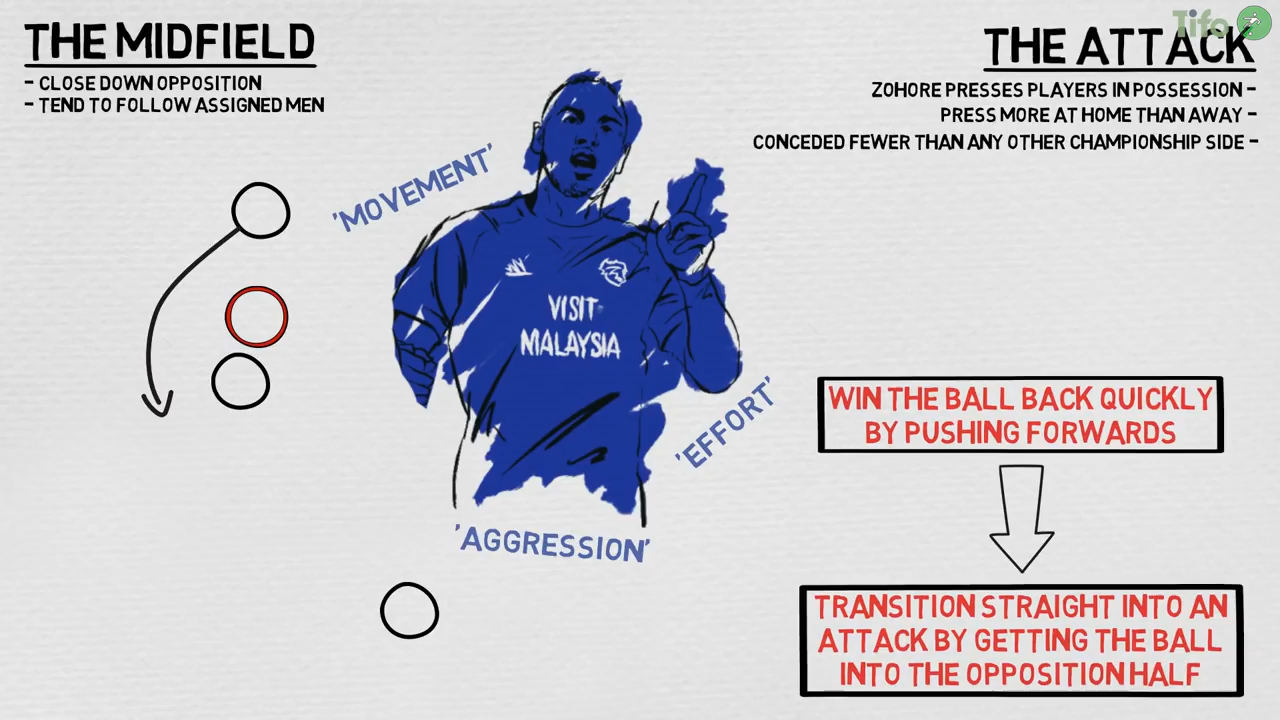 THE MIDFIELD
- CLOSE DOWN OPPOSITION
- TEND TO FOLLOW ASSIGNED MEN
Tifo
THE ATTACK
ZOHORE PRESSES PLAYERS IN POSSESSION -
PRESS MORE AT HOME THAN AWAY -
CONCEDED FEWER THAN ANY OTHER CHAMPIONSHIP SIDE -
'MOVEMENT'
VISIT
MALAYSIA
'EFFORT'
'AGGRESSION'
WIN THE BALL BACK QUICKLY
BY PUSHING FORWARDS
TRANSITION STRAIGHT INTO AN
ATTACK BY GETTING THE BALL
INTO THE OPPOSITION HALF